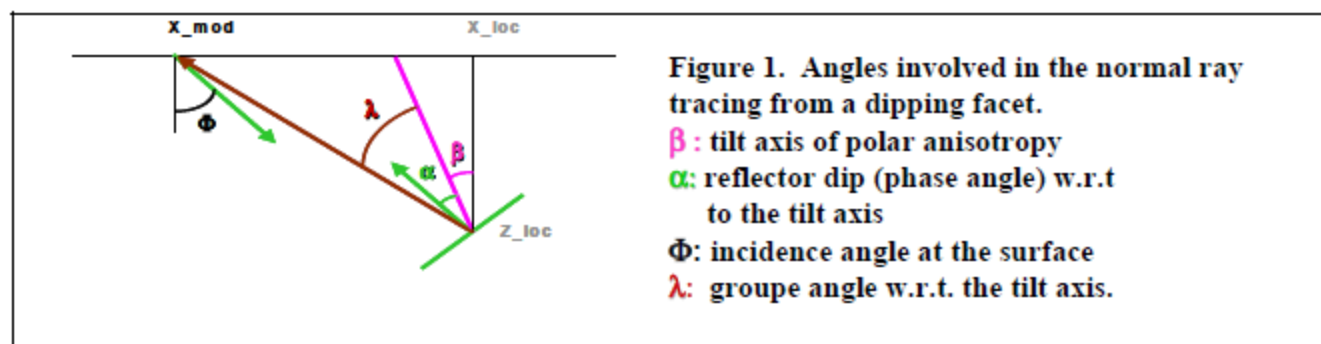 X_mod
X_loc
λ
β
α
Φ
Z_loc
Figure 1. Angles involved in the normal ray
tracing from a dipping facet.
β : tilt axis of polar anisotropy
α: reflector dip (phase angle) w.r.t
to the tilt axis
Φ: incidence angle at the surface
λ: groupe angle w.r.t. the tilt axis.